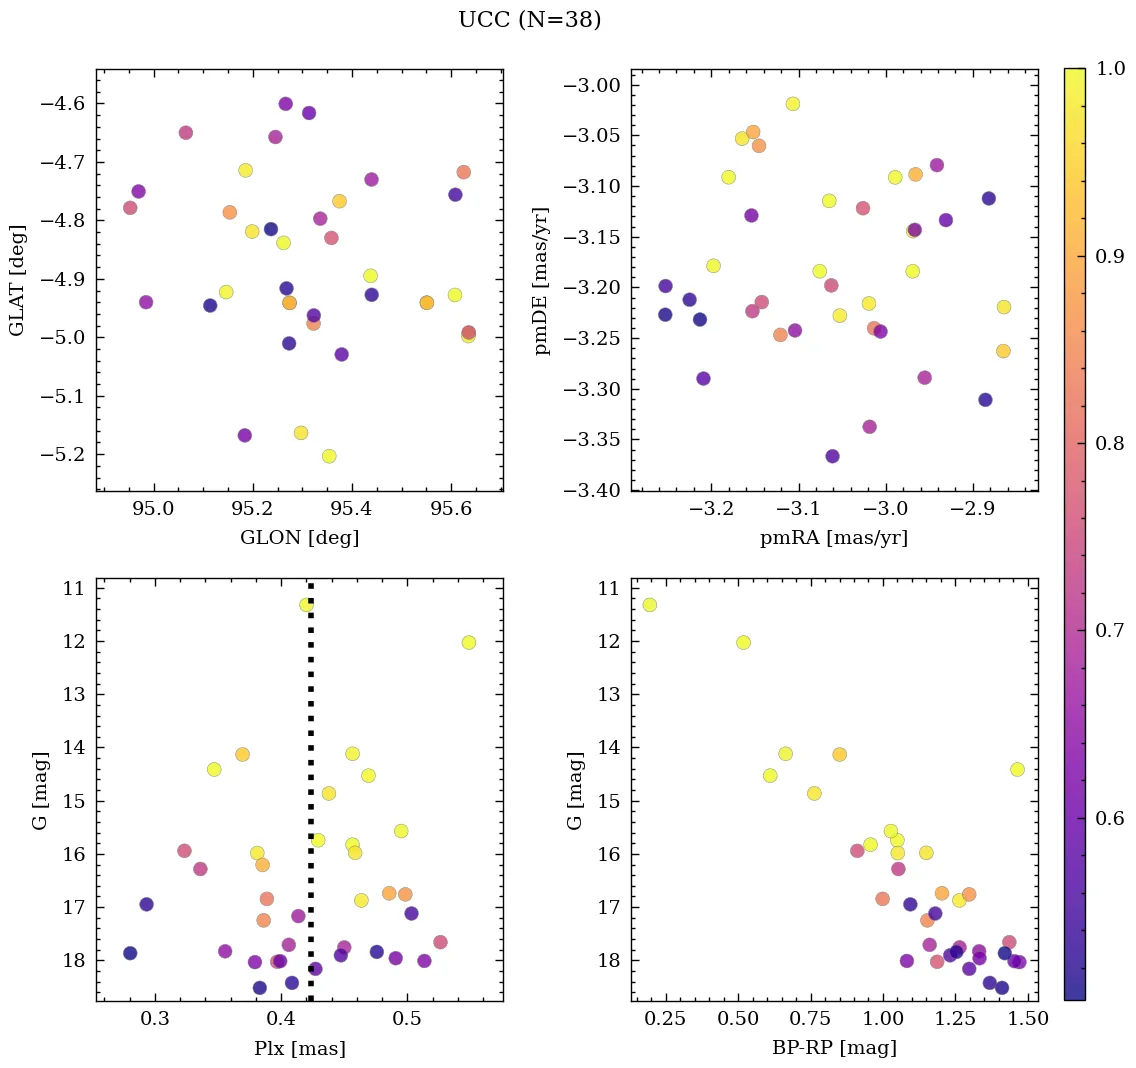 UCC (N=38)
−4.6
−4.7
−4.8
−4.9
−5.0
−5.1
−5.2
GLAT [deg]
95.0 95.2 95.4 95.6
GLON [deg]
−3.00
−3.05
−3.10
−3.15
−3.20
−3.25
−3.30
−3.35
−3.40
pmDE [mas/yr]
−3.2 −3.1 −3.0 −2.9
pmRA [mas/yr]
11
12
13
14
15
16
17
18
G [mag]
0.3 0.4 0.5
Plx [mas]
11
12
13
14
15
16
17
18
G [mag]
0.25 0.50 0.75 1.00 1.25 1.50
BP-RP [mag]
1.0
0.9
0.8
0.7
0.6